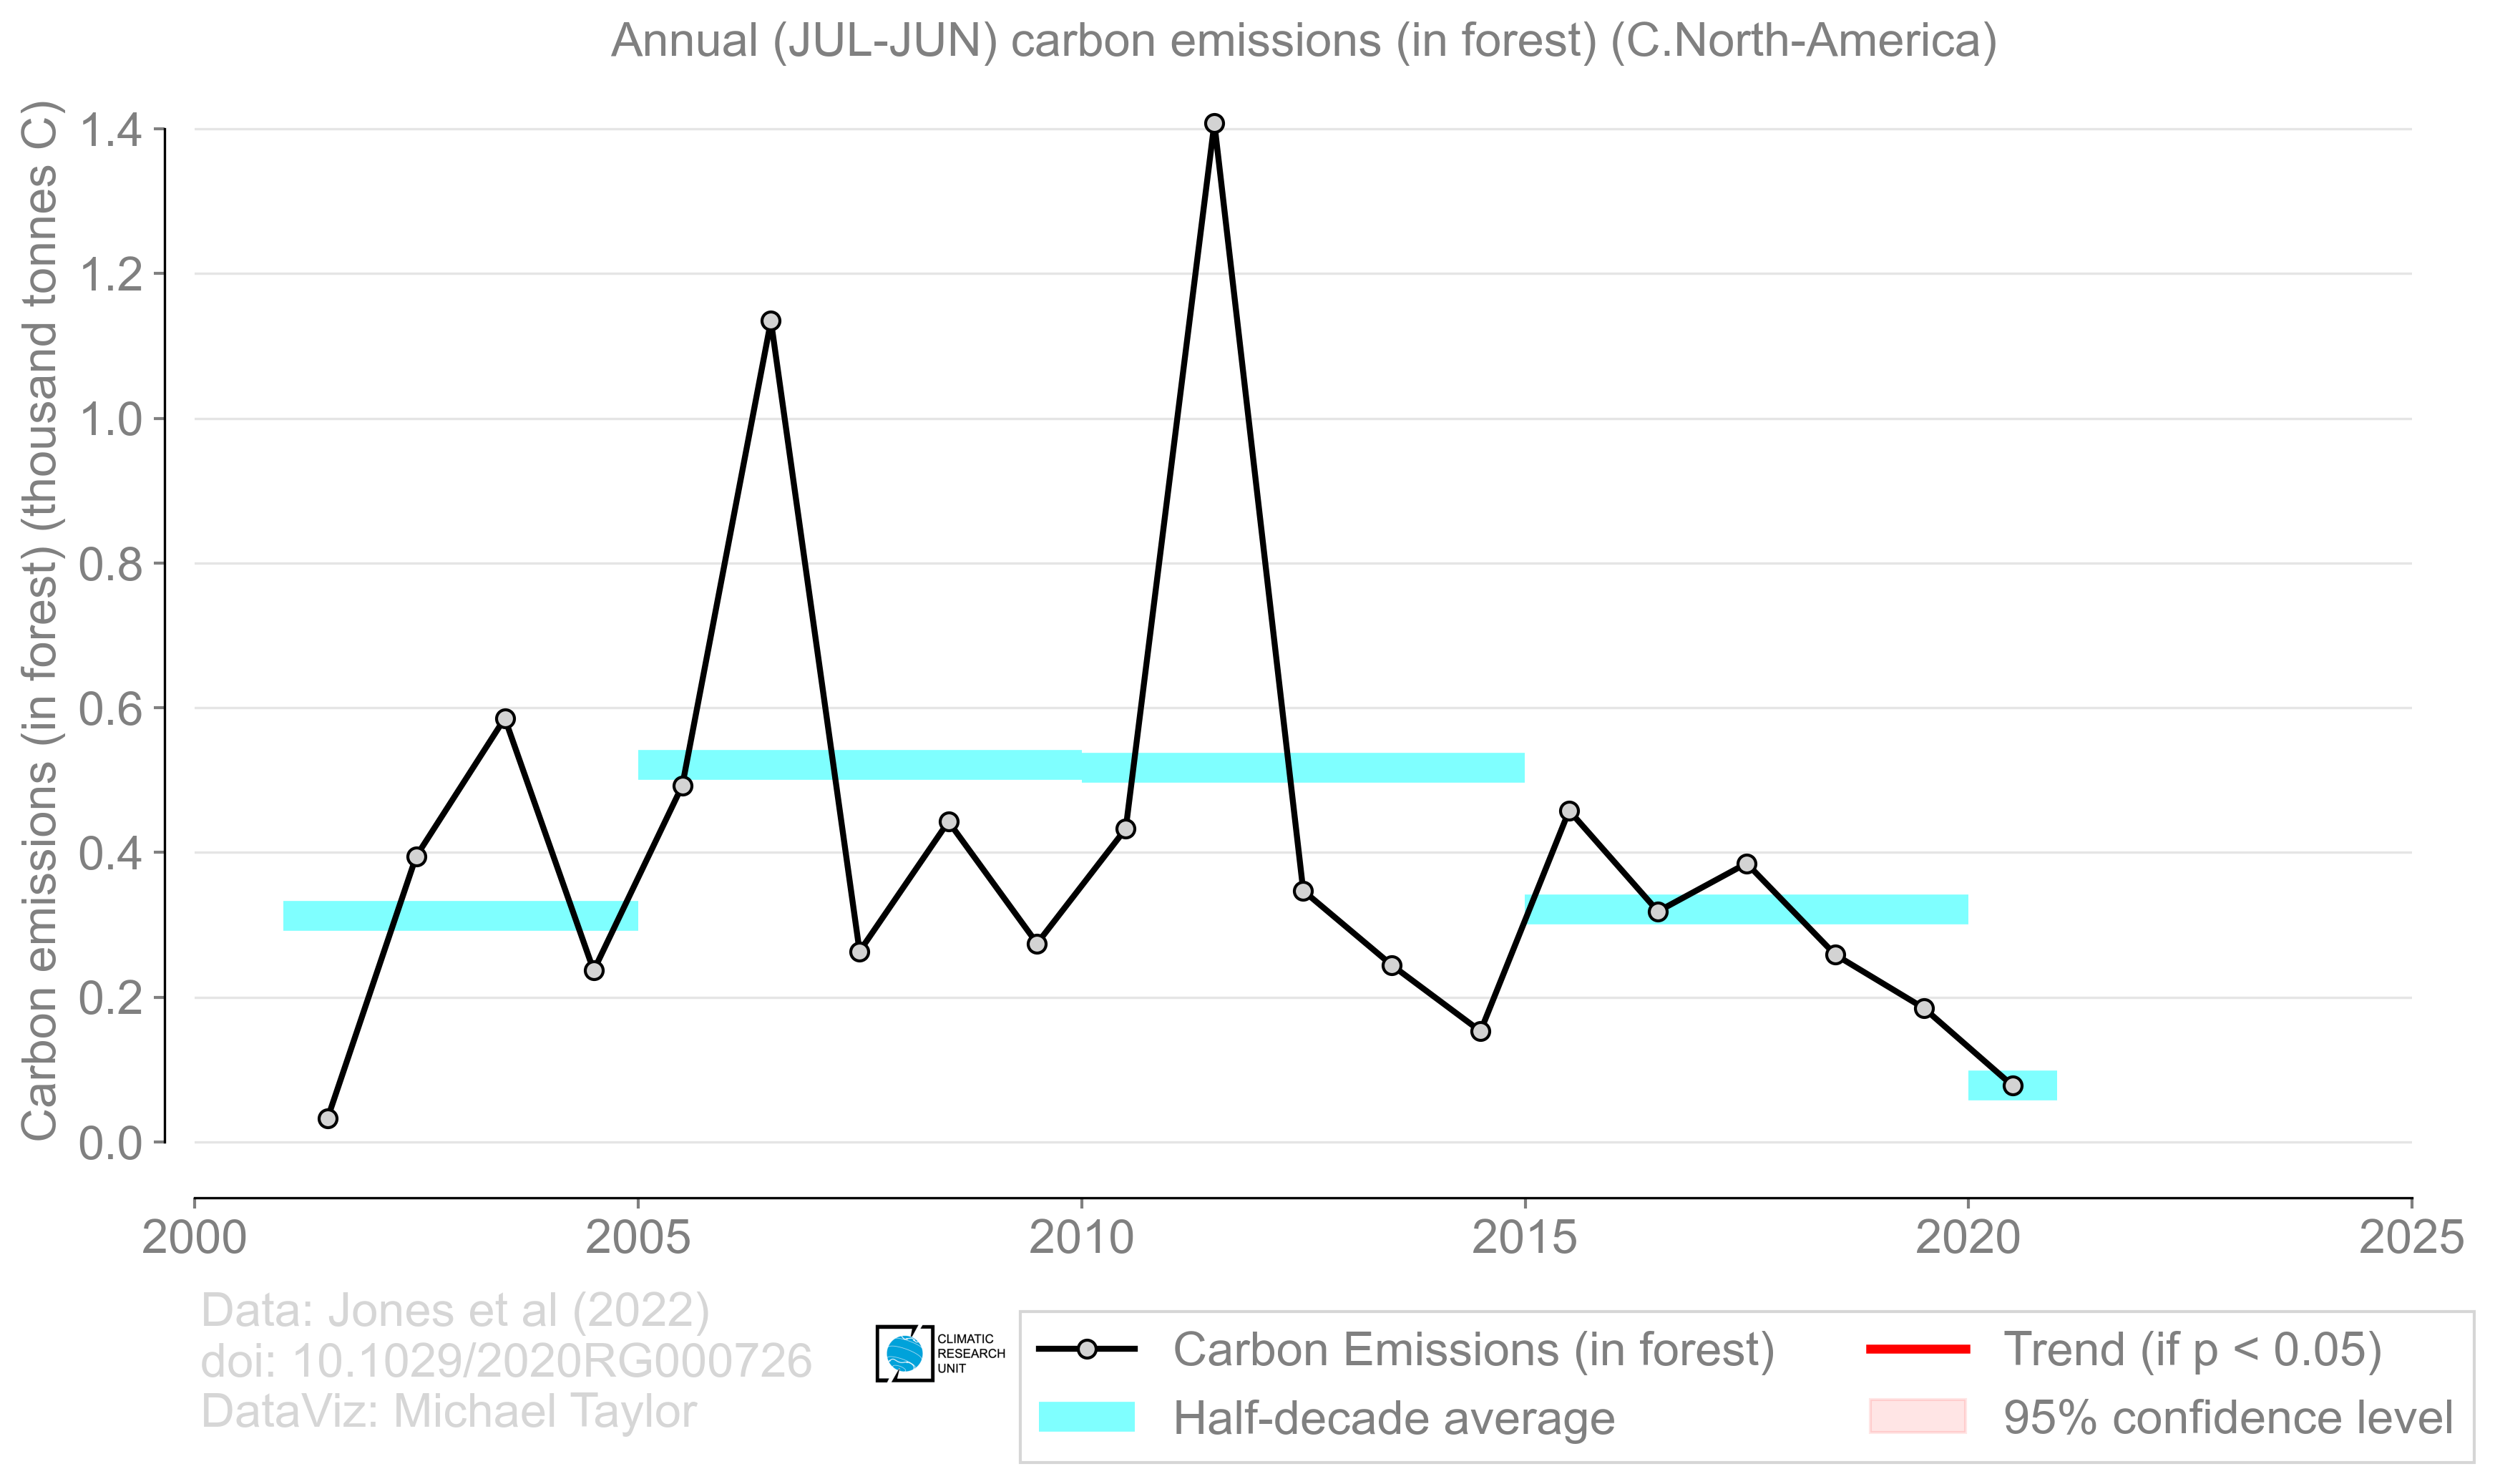 Annual (JUL-JUN) carbon emissions (in forest) (C.North-America)
Carbon emissions (in forest) (thousand tonnes C)
1.4
1.2
1.0
0.8
0.6
0.4
0.2
0.0
2000
2005
2010
2015
2020
2025
Data: Jones et al (2022)
doi: 10.1029/2020RG000726
DataViz: Michael Taylor
CLIMATIC
RESEARCH
UNIT
Carbon Emissions (in forest)
Half-decade average
Trend (if p < 0.05)
95% confidence level